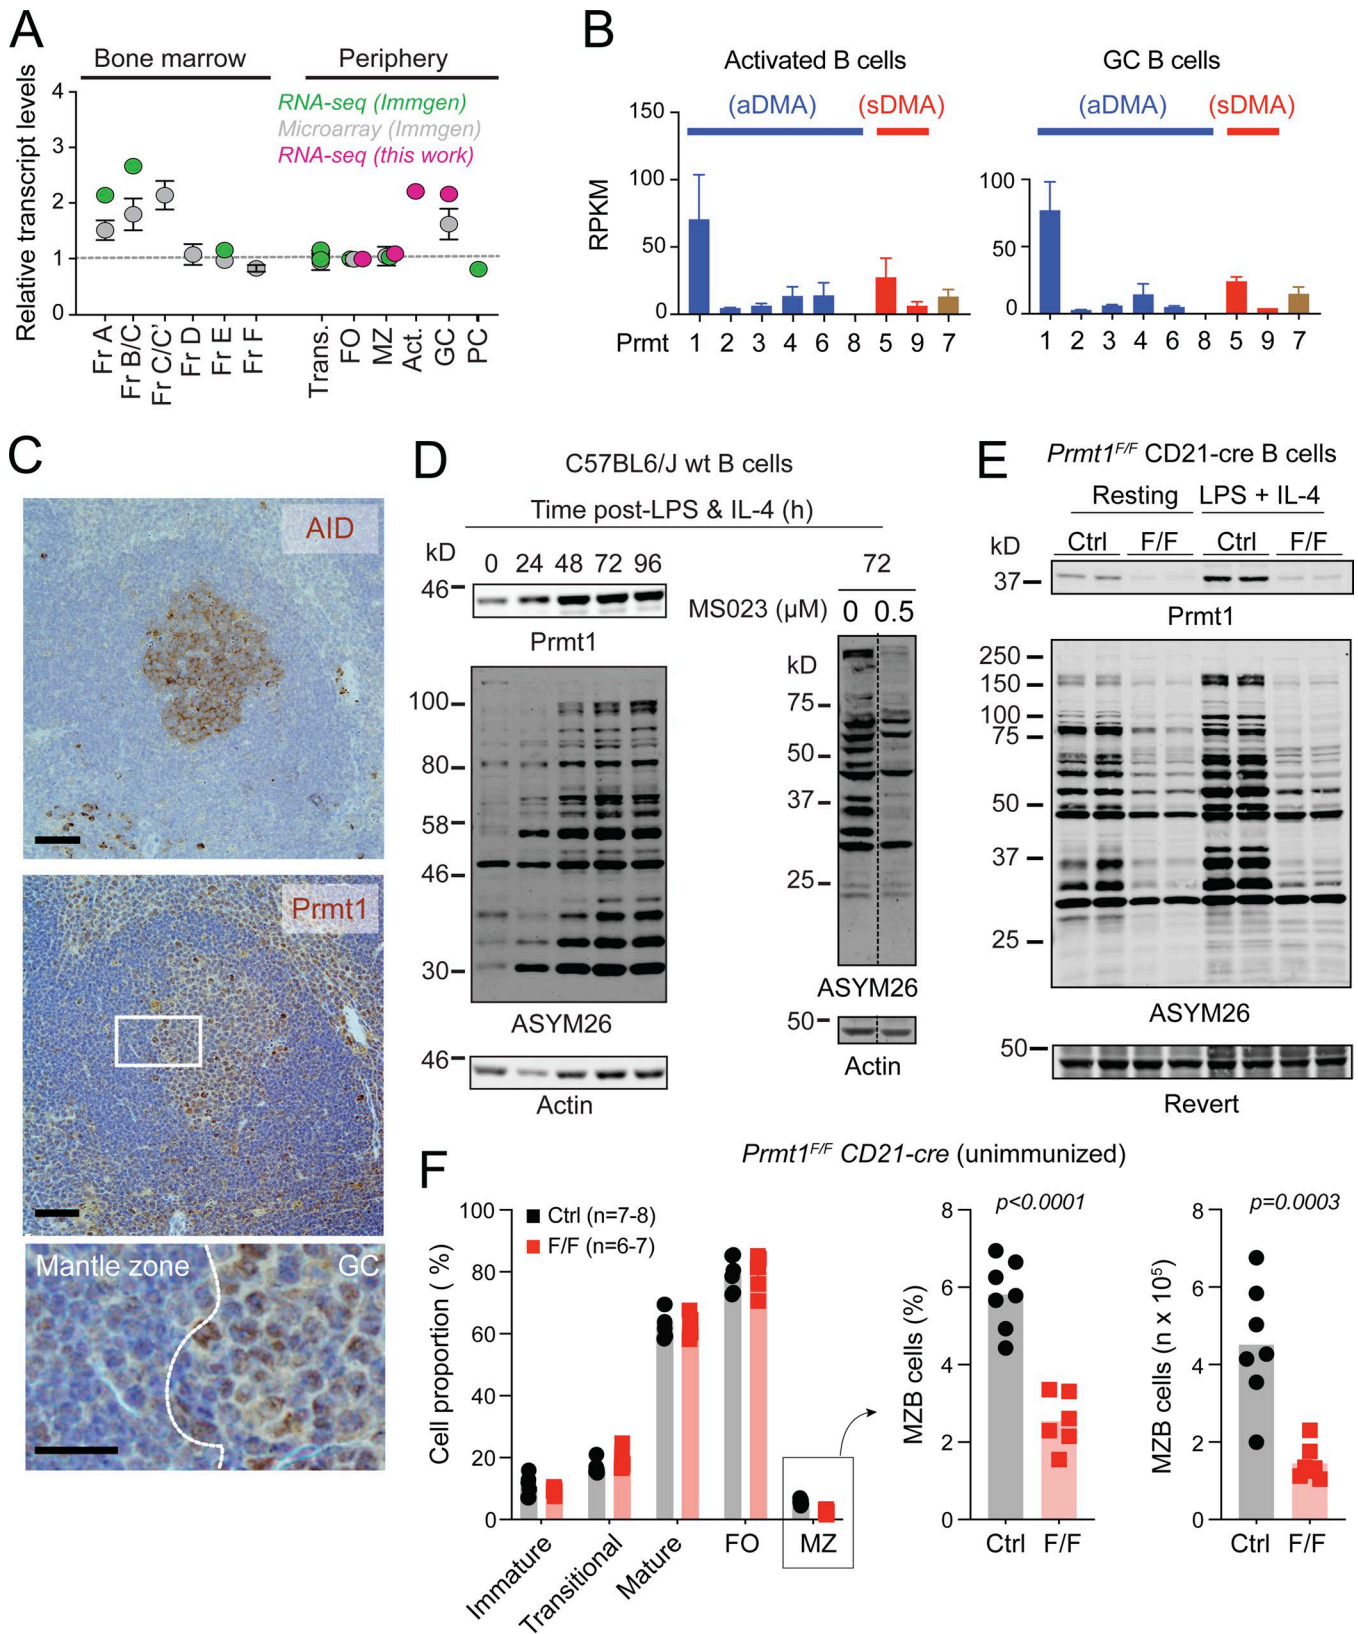 A
Bone marrow
Periphery
Relative transcript levels
4
3
2
1
0
RNA-seq (Immgen)
Microarray (Immgen)
RNA-seq (this work)
Fr A
Fr B/C
Fr C/C'
Fr D
Fr E
Fr F
Trans.
FO
MZ
Act.
GC
PC
B
Activated B cells
GC B cells
(aDMA)
(sDMA)
(aDMA)
(sDMA)
RPKM
150
100
50
0
100
50
0
Prmt
1 2 3 4 6 8 5 9 7
1 2 3 4 6 8 5 9 7
C
AID
Prmt1
Mantle zone
GC
D
C57BL6/J wt B cells
Time post-LPS & IL-4 (h)
kD
0 24 48 72 96
46
Prmt1
100
80
58
46
30
ASYM26
46
Actin
72
MS023 (µM) 0 0.5
kD
75
50
37
25
ASYM26
50
Actin
E
Prmt1F/F CD21-cre B cells
Resting LPS + IL-4
kD
Ctrl F/F Ctrl F/F
37
Prmt1
250
150
100
75
50
37
25
ASYM26
50
Revert
F
Prmt1F/F CD21-cre (unimmunized)
Cell proportion ( %)
100
80
60
40
20
0
Ctrl (n=7-8)
F/F (n=6-7)
Immature
Transitional
Mature
FO
MZ
MZB cells (%)
8
6
4
2
0
p<0.0001
Ctrl F/F
MZB cells (n x 10⁵)
8
6
4
2
0
p=0.0003
Ctrl F/F